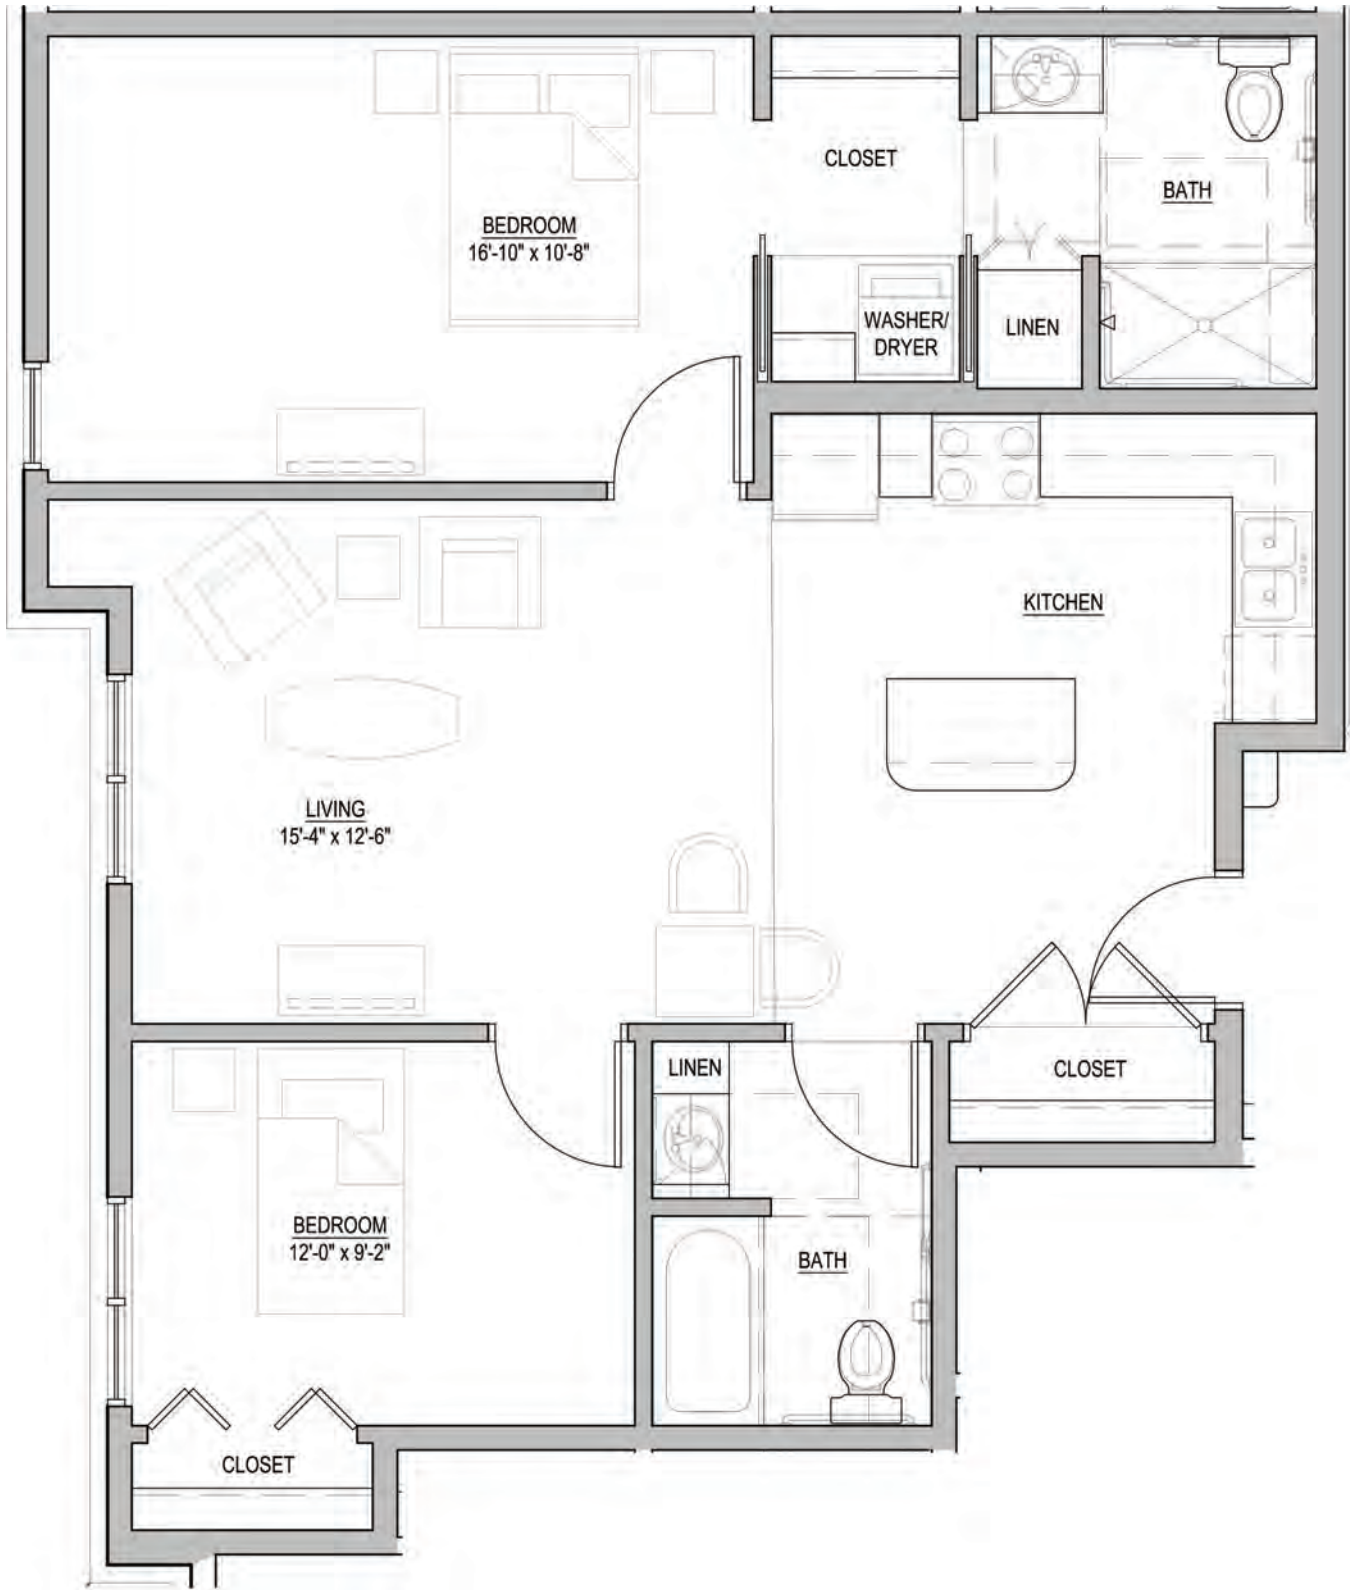 CLOSET
BATH
BEDROOM
16'-10" x 10'-8"
WASHER/
DRYER
LINEN
KITCHEN
LIVING
15'-4" x 12'-6"
LINEN
CLOSET
BEDROOM
12'-0" x 9'-2"
BATH
CLOSET